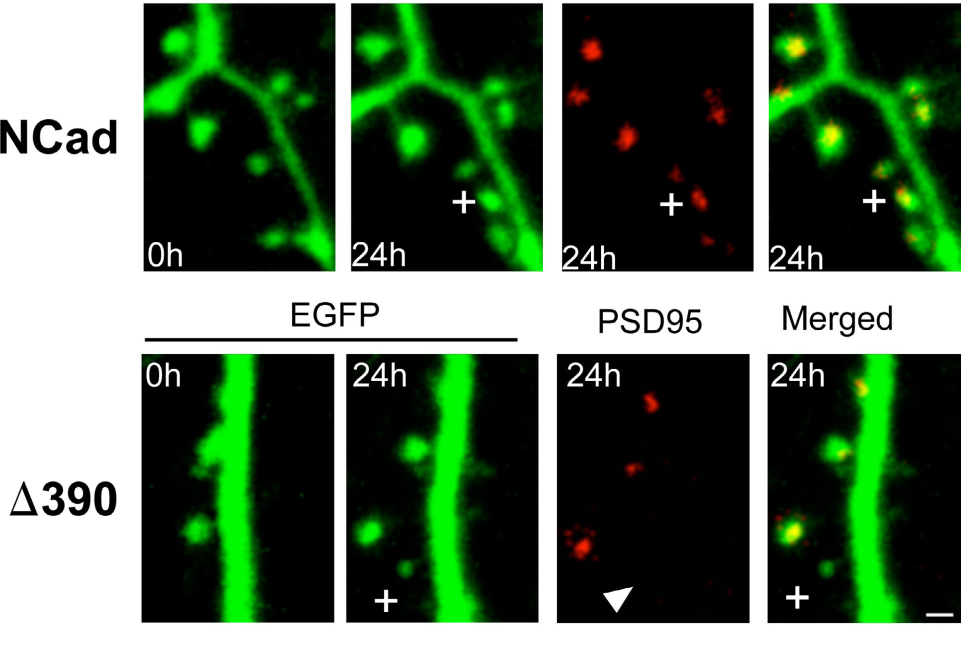 NCad
0h
24h
+
24h
+
24h
+
EGFP
PSD95
Merged
Δ390
0h
24h
+
24h
24h
+